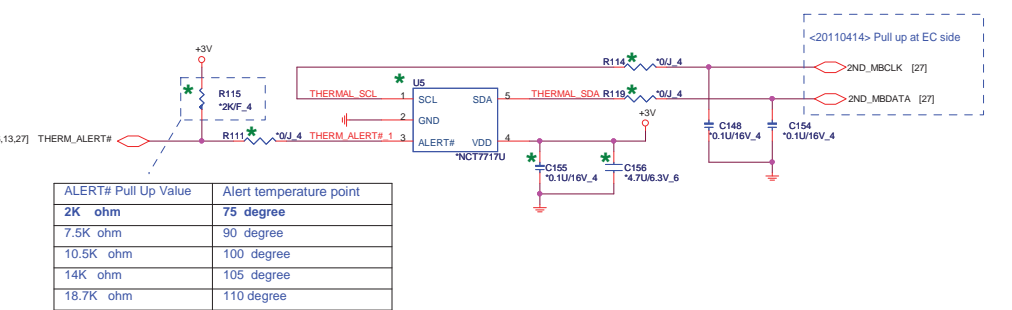 <20110414> Pull up at EC side
+3V
R114 *0/J_4
2ND_MBCLK [27]
R115
*2K/F_4
U5
THERMAL_SCL 1 SCL SDA 5 THERMAL_SDA R119 *0/J_4
2ND_MBDATA [27]
2 GND
+3V
,13,27] THERM_ALERT# R111 *0/J_4 THERM_ALERT#_1 3 ALERT# VDD 4
*NCT7717U
C148
*0.1U/16V_4
C154
*0.1U/16V_4
C155
*0.1U/16V_4
C156
*4.7U/6.3V_6
ALERT# Pull Up Value Alert temperature point
2K ohm 75 degree
7.5K ohm 90 degree
10.5K ohm 100 degree
14K ohm 105 degree
18.7K ohm 110 degree